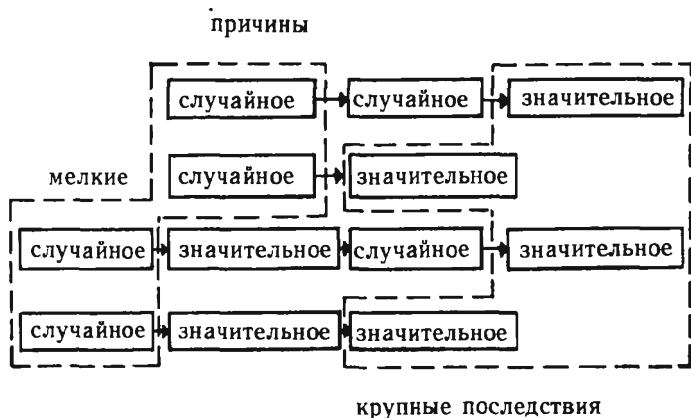 причины
случайное случайное значительное
случайное значительное
мелкие
случайное значительное случайное значительное
случайное значительное значительное
крупные последствия